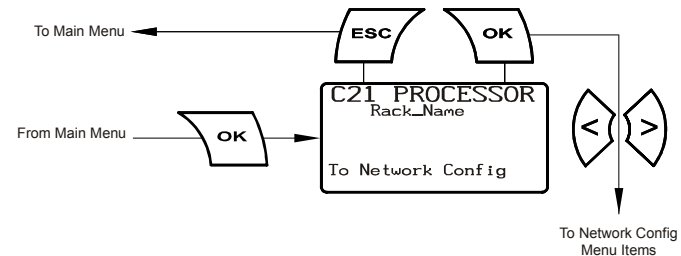 To Main Menu
ESC
OK
C21 PROCESSOR
Rack_Name
From Main Menu
OK
< >
To Network Config
To Network Config
Menu Items